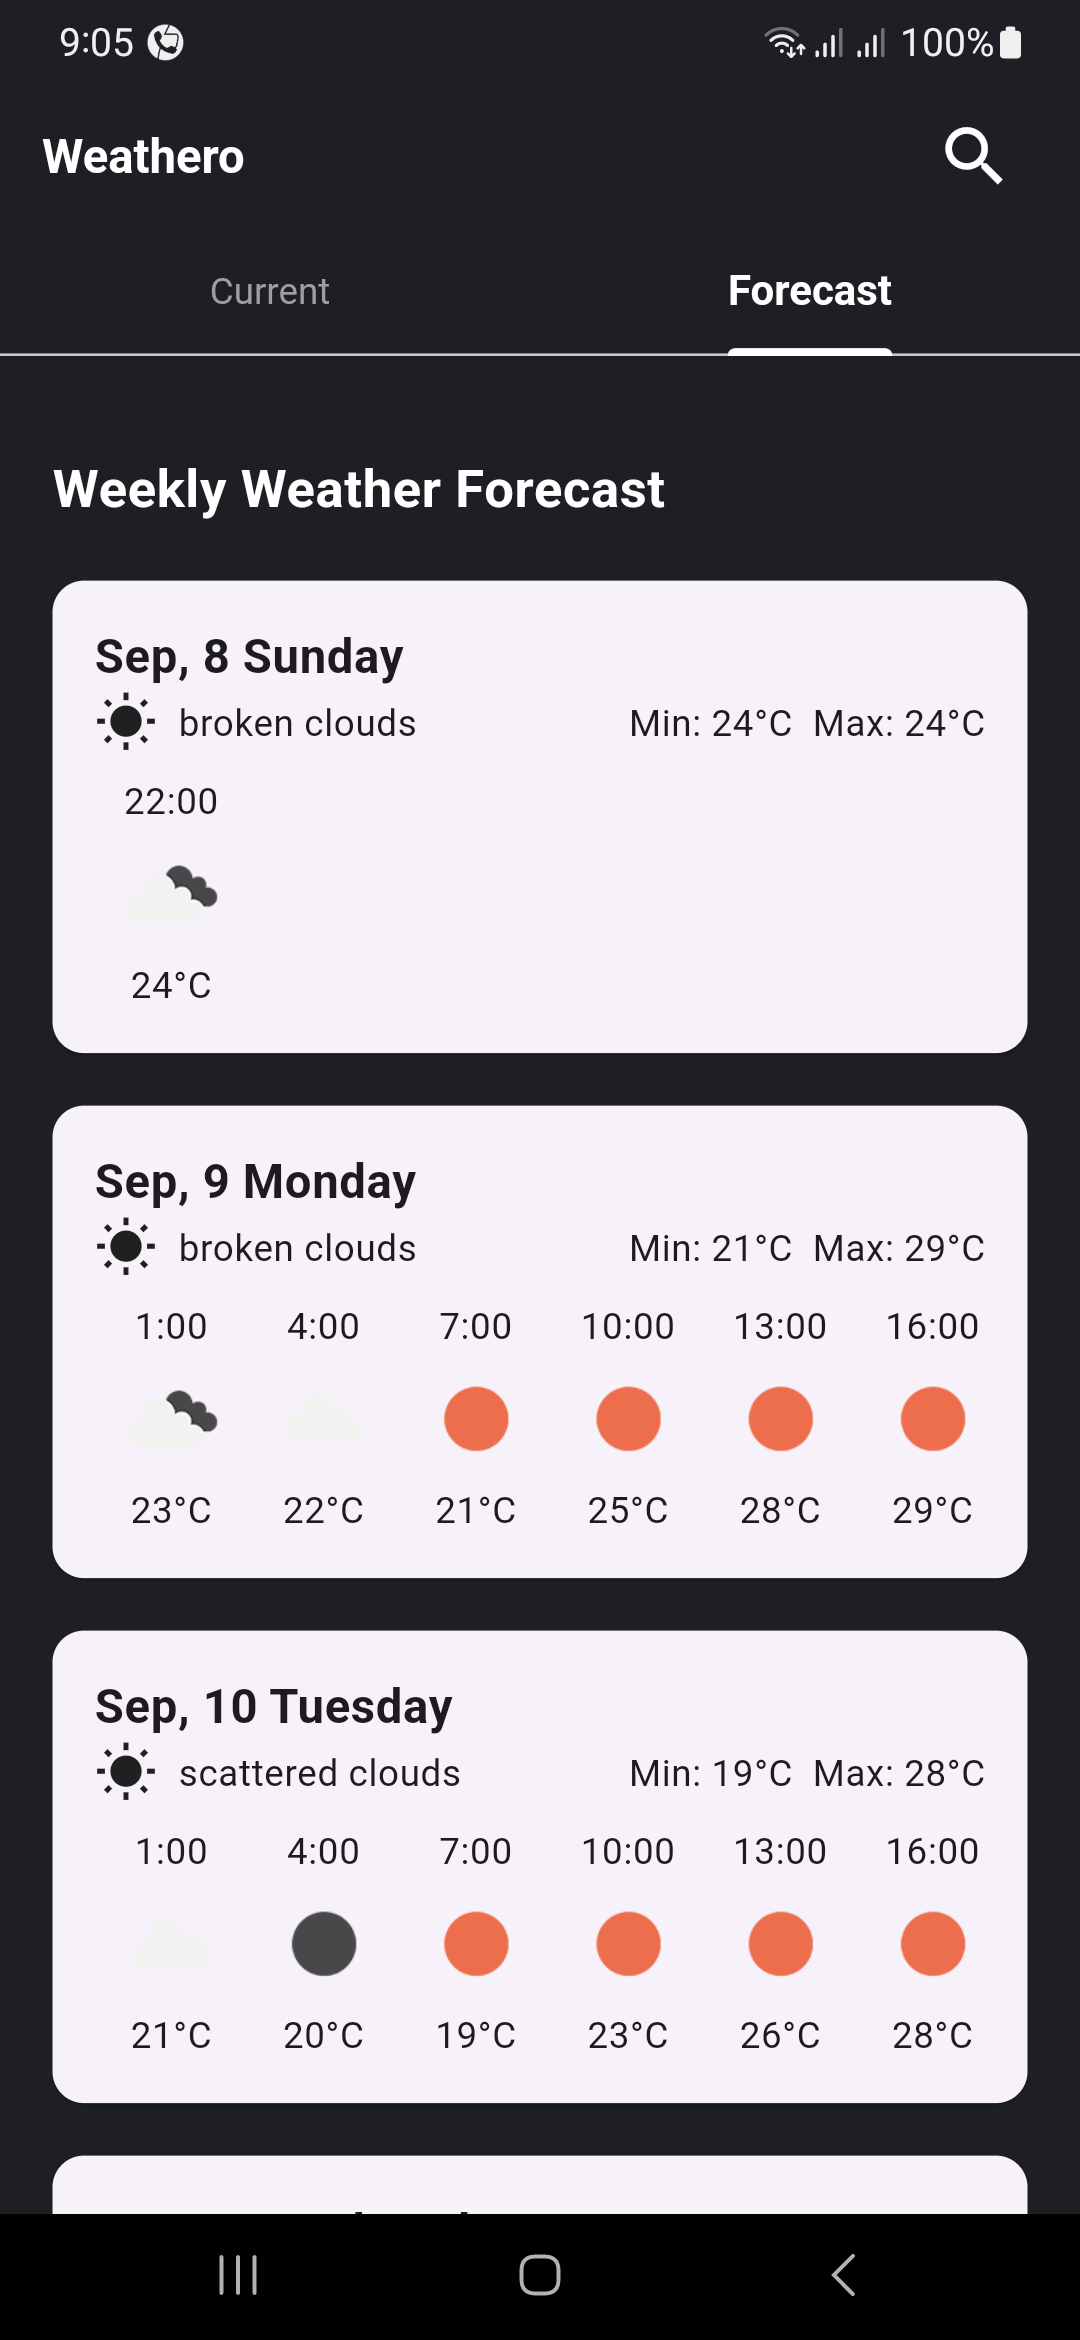 9:05 100%
Weathero
Current Forecast
Weekly Weather Forecast
Sep, 8 Sunday
broken clouds Min: 24°C Max: 24°C
22:00
24°C
Sep, 9 Monday
broken clouds Min: 21°C Max: 29°C
1:00 4:00 7:00 10:00 13:00 16:00
23°C 22°C 21°C 25°C 28°C 29°C
Sep, 10 Tuesday
scattered clouds Min: 19°C Max: 28°C
1:00 4:00 7:00 10:00 13:00 16:00
21°C 20°C 19°C 23°C 26°C 28°C